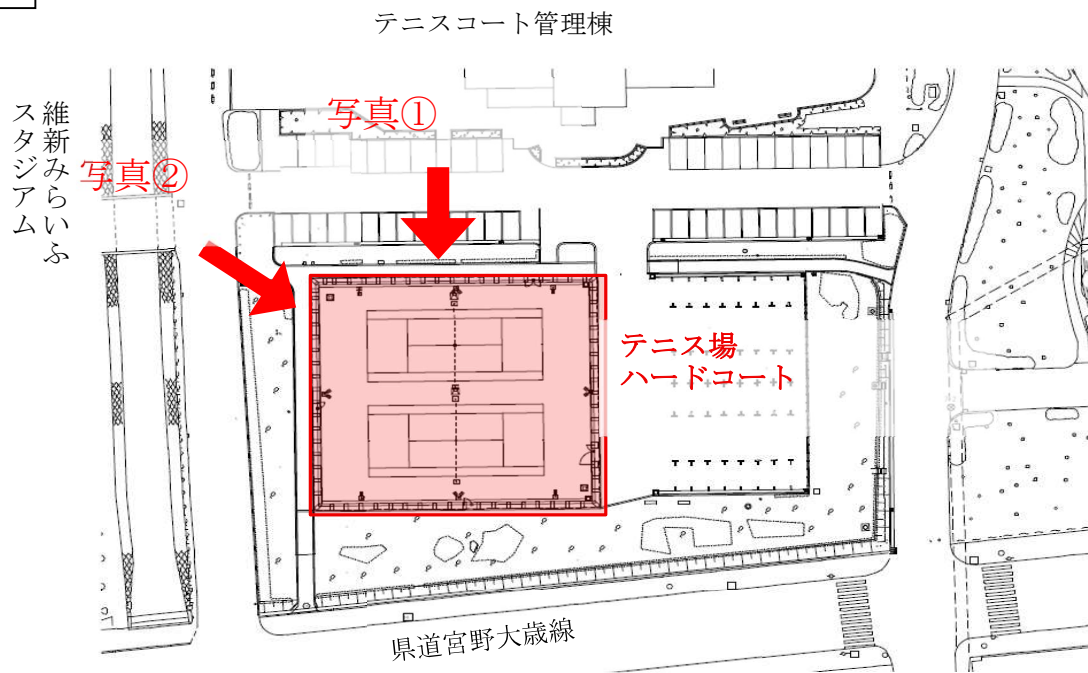 テニスコート管理棟
維新みらいふ
スタジアム
写真①
写真②
テニス場
ハードコート
県道宮野大歳線